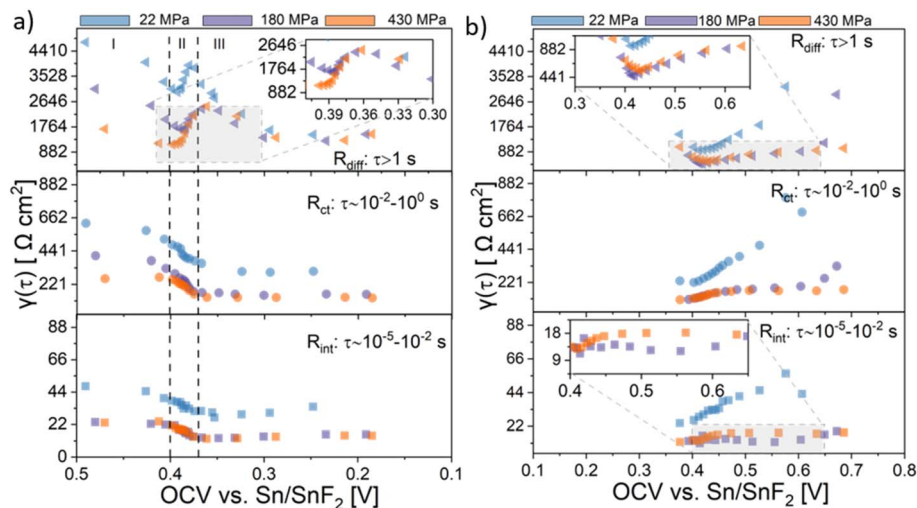 a)
22 MPa 180 MPa 430 MPa
I II III
4410
3528
2646
1764
882
2646
1764
882
0.39 0.36 0.33 0.30
R_diff: τ>1 s
882
662
441
221
R_ct: τ~10^-2-10^0 s
γ(τ) [ Ω cm^2]
88
66
44
22
0
R_int: τ~10^-5-10^-2 s
0.5 0.4 0.3 0.2 0.1
OCV vs. Sn/SnF_2 [V]
b)
22 MPa 180 MPa 430 MPa
R_diff: τ>1 s
4410
3528
2646
1764
882
882
441
0.3 0.4 0.5 0.6
882
662
441
221
R_ct: τ~10^-2-10^0 s
γ(τ) [ Ω cm^2]
88
66
44
22
0
R_int: τ~10^-5-10^-2 s
18
9
0.4 0.5 0.6
0.1 0.2 0.3 0.4 0.5 0.6 0.7 0.8
OCV vs. Sn/SnF_2 [V]